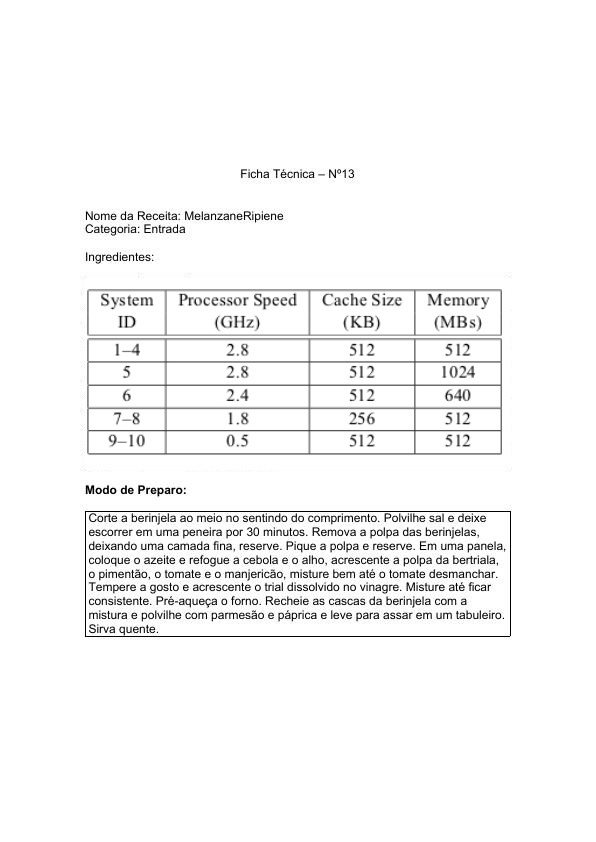 Ficha Técnica – Nº13
Nome da Receita: MelanzaneRipiene
Categoria: Entrada
Ingredientes:
System Processor Speed Cache Size Memory
ID (GHz) (KB) (MBs)
1–4 2.8 512 512
5 2.8 512 1024
6 2.4 512 640
7–8 1.8 256 512
9–10 0.5 512 512
Modo de Preparo:
Corte a berinjela ao meio no sentido do comprimento. Polvilhe sal e deixe
escorrer em uma peneira por 30 minutos. Remova a polpa das berinjelas,
deixando uma camada fina, reserve. Pique a polpa e reserve. Em uma panela,
coloque o azeite e refogue a cebola e o alho, acrescente a polpa da bertriala,
o pimentão, o tomate e o manjericão, misture bem até o tomate desmanchar.
Tempere a gosto e acrescente o trial dissolvido no vinagre. Misture até ficar
consistente. Pré-aqueça o forno. Recheie as cascas da berinjela com a
mistura e polvilhe com parmesão e páprica e leve para assar em um tabuleiro.
Sirva quente.